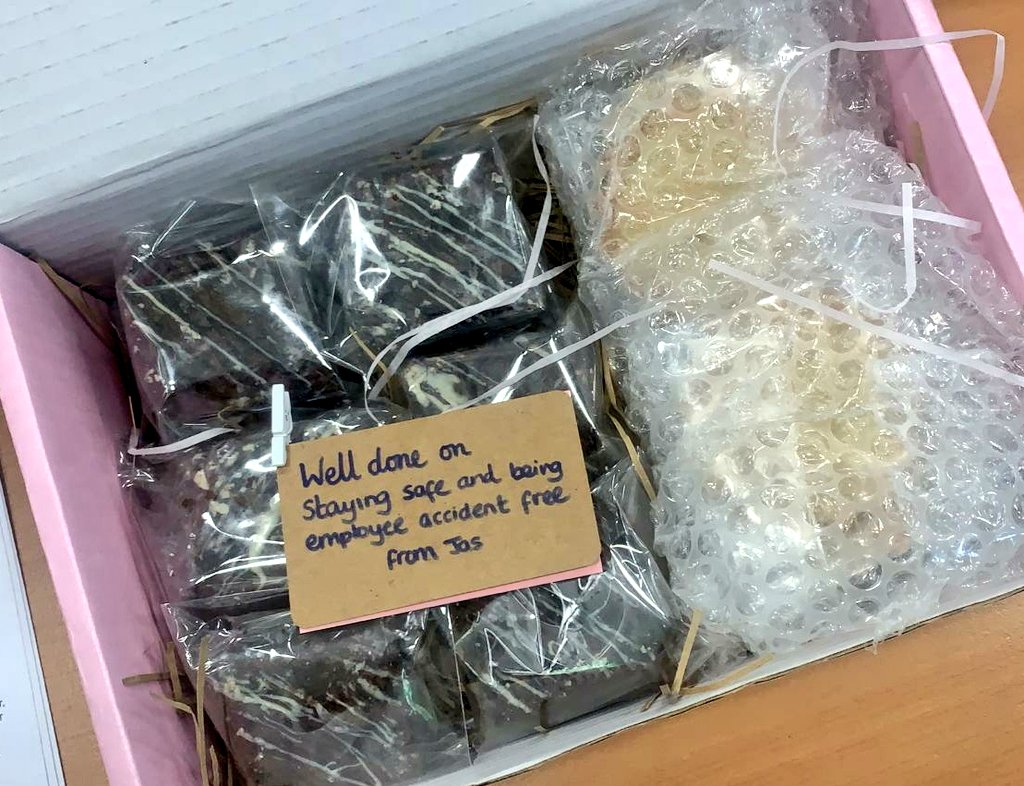 Well done on
staying safe and being
employee accident free
from Jas